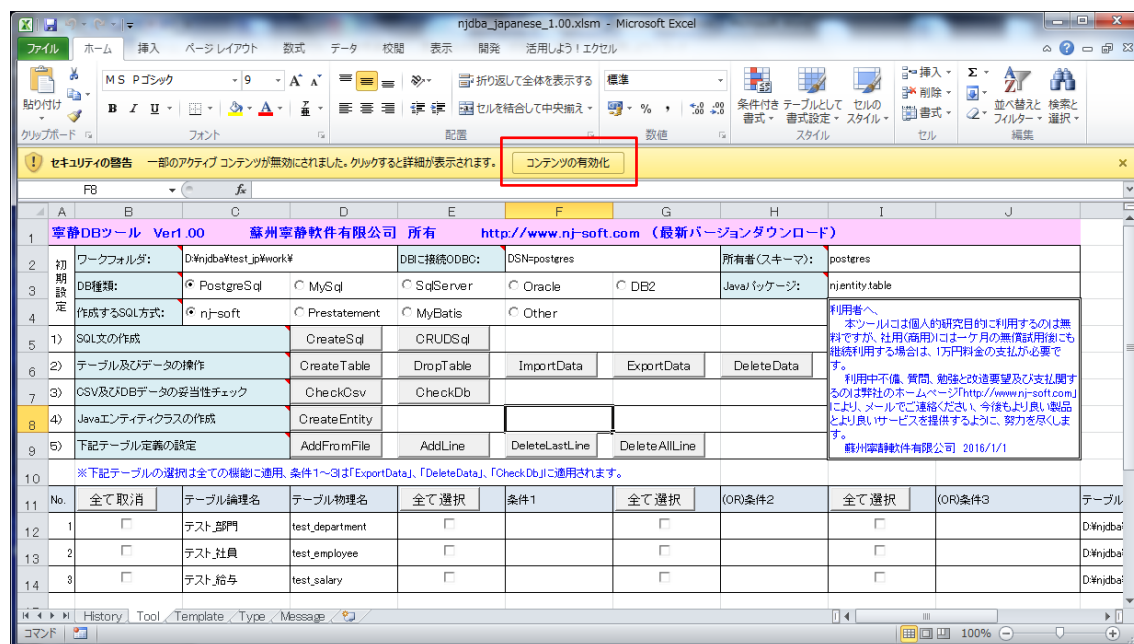 njdba_japanese_1.00.xlsm - Microsoft Excel
ファイル ホーム 挿入 ページレイアウト 数式 データ 校閲 表示 開発 活用しよう!エクセル
貼り付け MS Pゴシック 9 折り返して全体を表示する 標準 条件付き書式 テーブルとして書式設定 セルのスタイル 挿入 削除 書式 並べ替えとフィルター 検索と選択
B I U A セルを結合して中央揃え % ,
クリップボード フォント 配置 数値 スタイル セル 編集
セキュリティの警告 一部のアクティブ コンテンツが無効にされました。クリックすると詳細が表示されます。 コンテンツの有効化
F8 fx
A B C D E F G H I J
1 寧静DBツール Ver1.00 蘇州寧静軟件有限公司 所有 http://www.nj-soft.com (最新バージョンダウンロード)
2 初期設定 ワークフォルダ: D:¥njdba¥test_jp¥work¥ DBに接続ODBC: DSN=postgres 所有者(スキーマ): postgres
3 DB種類: PostgreSql MySql SqlServer Oracle DB2 Javaパッケージ: nj.entity.table
4 作成するSQL方式: nj-soft Prestatement MyBatis Other
利用者へ、
本ツールには個人的研究目的に利用するのは無
料ですが、社用(商用)には一ケ月の無償試用後にも
継続利用する場合は、1万円料金の支払が必要で
す。
利用中不備、質問、勉強と改造要望及び支払関す
るのは弊社のホームページ「http://www.nj-soft.com」
により、メールでご連絡ください、今後もより良い製品
とより良いサービスを提供するように、努力を尽くしま
す。
蘇州寧静軟件有限公司 2016/1/1
5 1) SQL文の作成 CreateSql CRUDSql
6 2) テーブル及びデータの操作 CreateTable DropTable ImportData ExportData DeleteData
7 3) CSV及びDBデータの妥当性チェック CheckCsv CheckDb
8 4) Javaエンティティクラスの作成 CreateEntity
9 5) 下記テーブル定義の設定 AddFromFile AddLine DeleteLastLine DeleteAllLine
10 ※下記テーブルの選択は全ての機能に適用、条件1~3は「ExportData」、「DeleteData」、「CheckDb」に適用されます。
11 No. 全て取消 テーブル論理名 テーブル物理名 全て選択 条件1 全て選択 (OR)条件2 全て選択 (OR)条件3 テーブル
12 1 テスト_部門 test_department D:¥njdba¥
13 2 テスト_社員 test_employee D:¥njdba¥
14 3 テスト_給与 test_salary D:¥njdba¥
History Tool Template Type Message
コマンド 100%